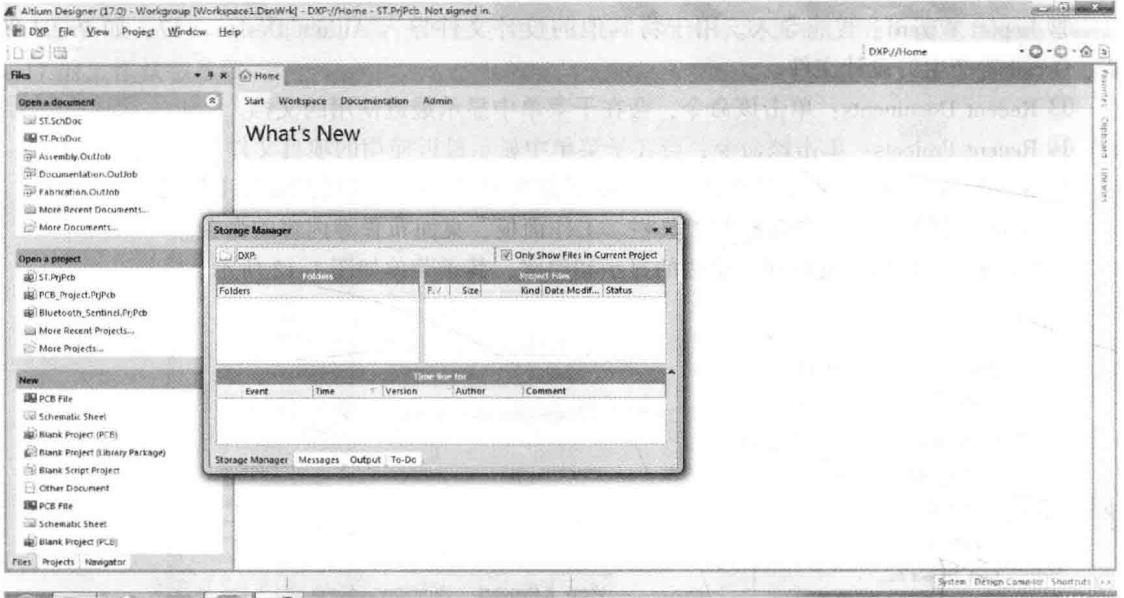 Altium Designer (17.0) - Workgroup [Workspace1.DsnWrk] - DXP://Home - ST.PrjPcb. Not signed in.
DXP File View Project Window Help
DXP://Home
Files
Home
Open a document
ST.SchDoc
ST.PcbDoc
Assembly.OutJob
Documentation.OutJob
Fabrication.OutJob
More Recent Documents...
More Documents...
Open a project
ST.PrjPcb
PCB_Project.PrjPcb
Bluetooth_Sentinel.PrjPcb
More Recent Projects...
More Projects...
New
PCB File
Schematic Sheet
Blank Project (PCB)
Blank Project (Library Package)
Blank Script Project
Other Document
PCB File
Schematic Sheet
Blank Project (PCB)
Files Projects Navigator
Start Workspace Documentation Admin
What's New
Storage Manager
DXP:
Only Show Files in Current Project
Folders
Project Files
Folders
F../ Size Kind Date Modif... Status
Time line for
Event Time Version Author Comment
Storage Manager Messages Output To-Do
Favorites Clipboard Libraries
System Design Compiler Shortcuts >>